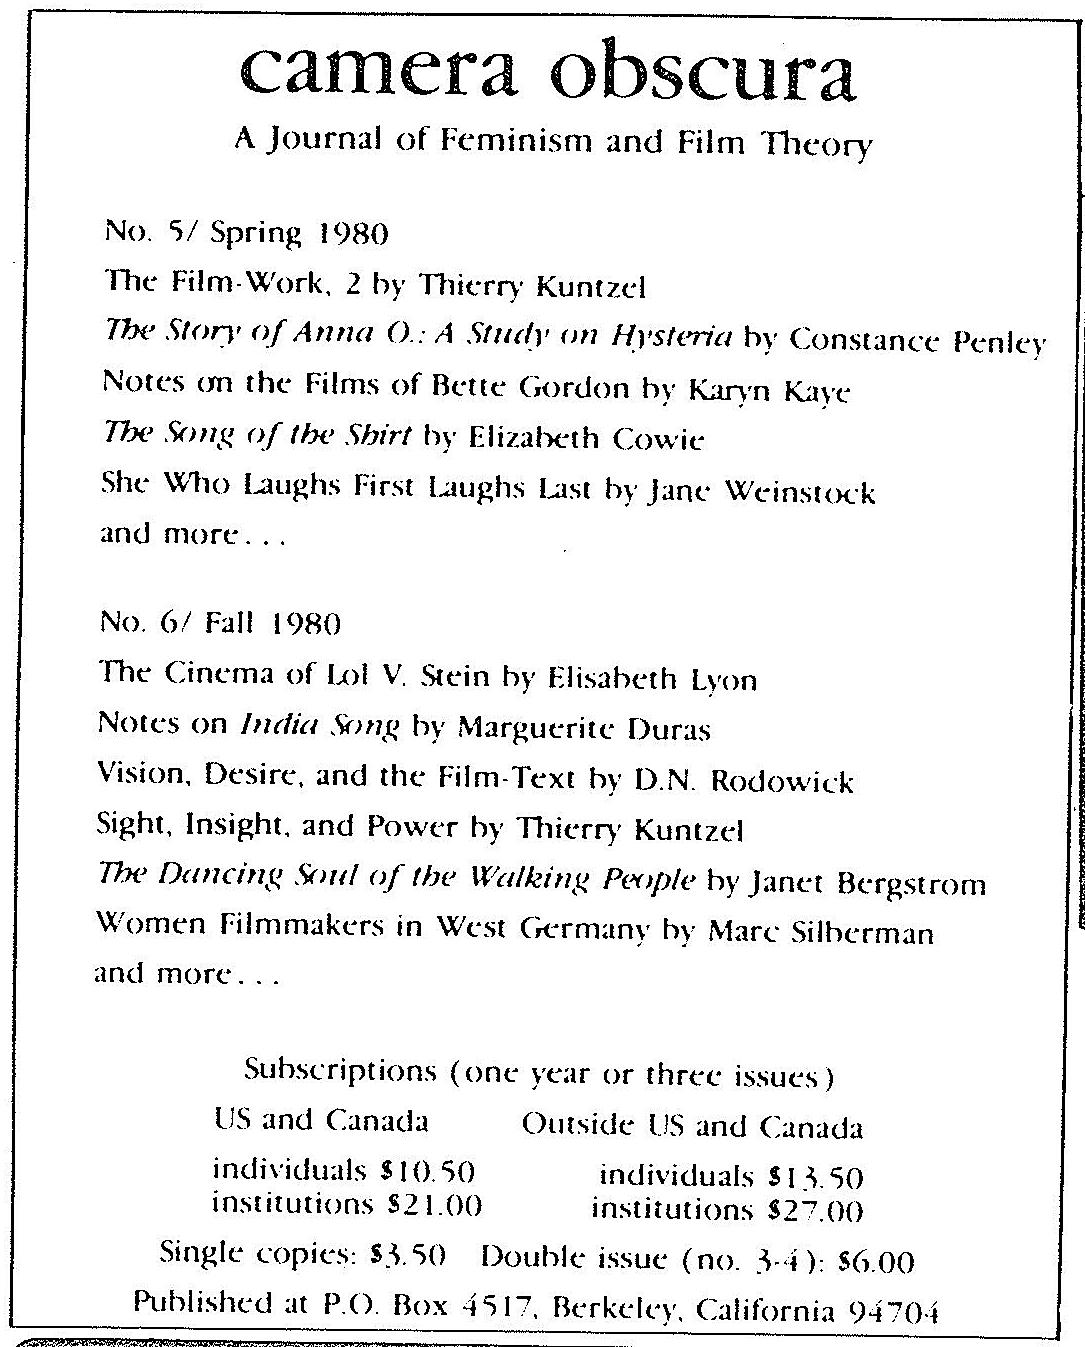 camera obscura
A Journal of Feminism and Film Theory
No. 5/ Spring 1980
The Film-Work, 2 by Thierry Kuntzel
The Story of Anna O.: A Study on Hysteria by Constance Penley
Notes on the Films of Bette Gordon by Karyn Kaye
The Song of the Shirt by Elizabeth Cowie
She Who Laughs First Laughs Last by Jane Weinstock
and more...
No. 6/ Fall 1980
The Cinema of Lol V. Stein by Elisabeth Lyon
Notes on India Song by Marguerite Duras
Vision, Desire, and the Film-Text by D.N. Rodowick
Sight, Insight, and Power by Thierry Kuntzel
The Dancing Soul of the Walking People by Janet Bergstrom
Women Filmmakers in West Germany by Marc Silberman
and more...
Subscriptions (one year or three issues)
US and Canada Outside US and Canada
individuals $10.50 individuals $13.50
institutions $21.00 institutions $27.00
Single copies: $3.50 Double issue (no. 3-4): $6.00
Published at P.O. Box 4517, Berkeley, California 94704